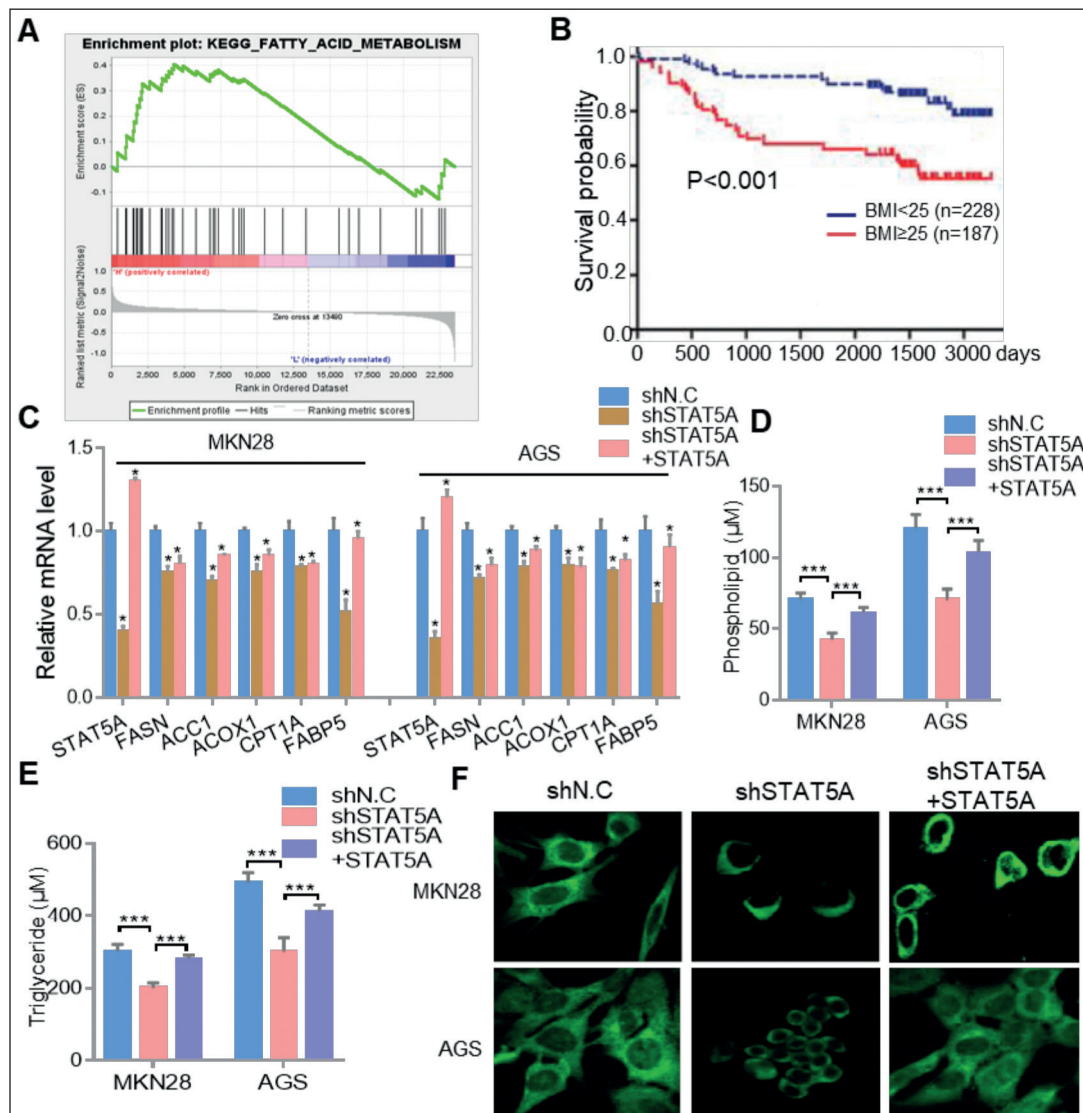 A
Enrichment plot: KEGG_FATTY_ACID_METABOLISM
Enrichment score (ES)
0.4
0.3
0.2
0.1
0.0
-0.1
'H' (positively correlated)
Ranked list metric (Signal2Noise)
1.0
0.5
0.0
-0.5
-1.0
Zero cross at 13480
'L' (negatively correlated)
0 2,500 5,000 7,500 10,000 12,500 15,000 17,500 20,000 22,500
Rank in Ordered Dataset
Enrichment profile Hits Ranking metric scores
B
Survival probability
1.0
0.8
0.6
0.4
0.2
0.0
P<0.001
BMI<25 (n=228)
BMI≥25 (n=187)
0 500 1000 1500 2000 2500 3000 days
C
shN.C
shSTAT5A
shSTAT5A
+STAT5A
MKN28
AGS
Relative mRNA level
1.5
1.0
0.5
0.0
* * * * * * * * * * * *
* * * * * * * * * * * *
STAT5A FASN ACC1 ACOX1 CPT1A FABP5 STAT5A FASN ACC1 ACOX1 CPT1A FABP5
D
shN.C
shSTAT5A
shSTAT5A
+STAT5A
Phospholipid (μM)
150
100
50
0
*** *** *** ***
MKN28 AGS
E
shN.C
shSTAT5A
shSTAT5A
+STAT5A
Triglyceride (μM)
600
400
200
0
*** *** *** ***
MKN28 AGS
F
shN.C shSTAT5A shSTAT5A
+STAT5A
MKN28
AGS